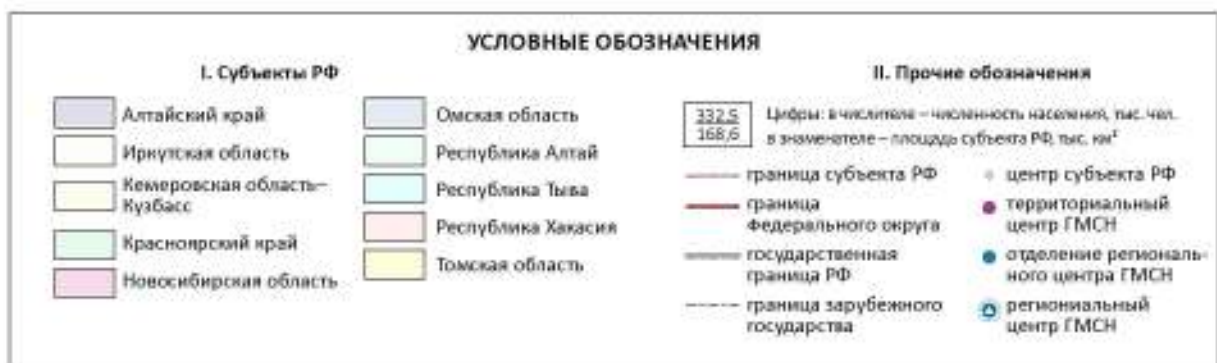 УСЛОВНЫЕ ОБОЗНАЧЕНИЯ
I. Субъекты РФ
Алтайский край
Иркутская область
Кемеровская область–
Кузбасс
Красноярский край
Новосибирская область
Омская область
Республика Алтай
Республика Тыва
Республика Хакасия
Томская область
II. Прочие обозначения
332,5
168,6
Цифры: в числителе – численность населения, тыс. чел.
в знаменателе – площадь субъекта РФ, тыс. км²
граница субъекта РФ
граница
Федерального округа
государственная
граница РФ
граница зарубежного
государства
центр субъекта РФ
территориальный
центр ГМСН
отделение региональ-
ного центра ГМСН
региниальный
центр ГМСН